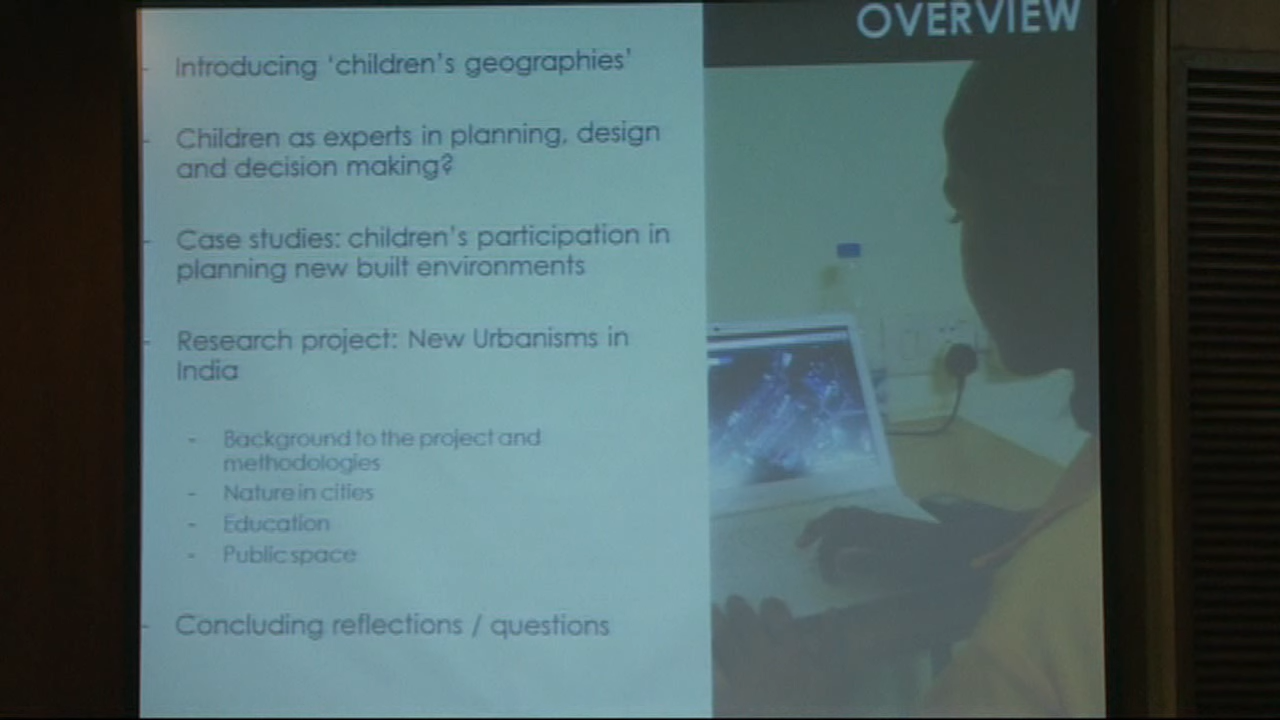 OVERVIEW
- Introducing ‘children’s geographies’
- Children as experts in planning, design
and decision making?
- Case studies: children’s participation in
planning new built environments
- Research project: New Urbanisms in
India
- Background to the project and
methodologies
- Nature in cities
- Education
- Public space
- Concluding reflections / questions